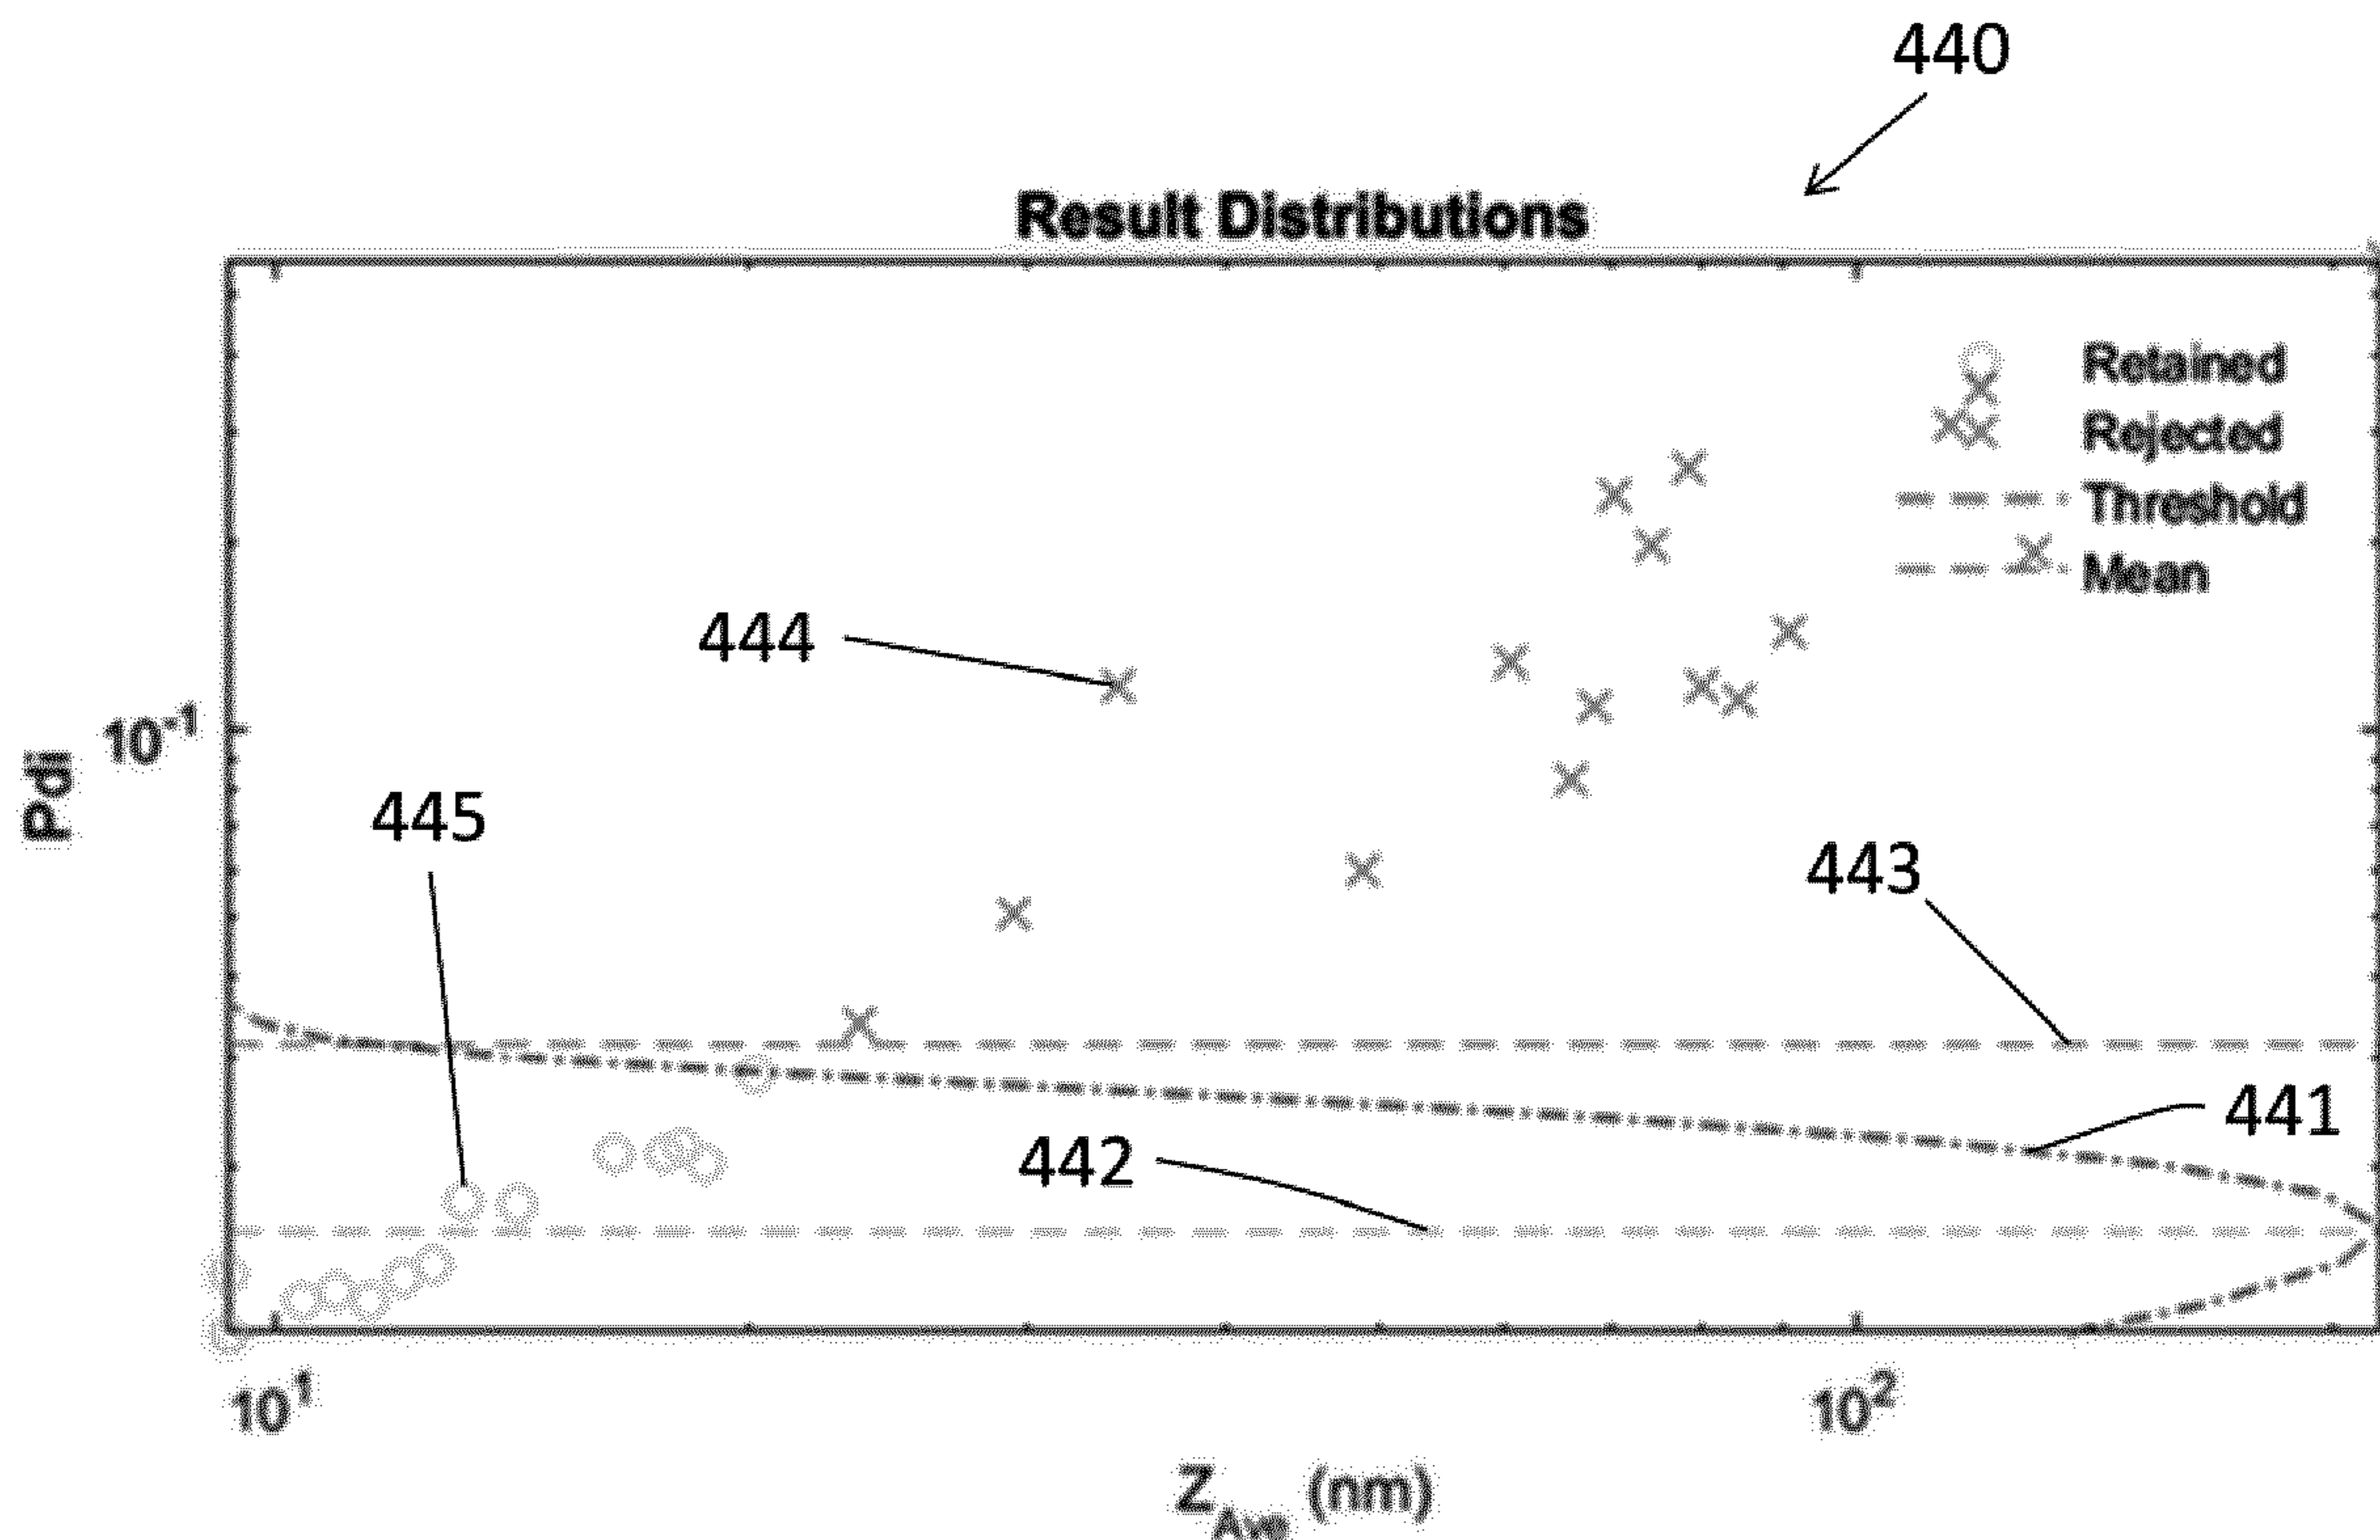 440
Result Distributions
Retained
Rejected
Threshold
Mean
444
10⁻¹
Pdi
445
443
441
442
10¹
10²
Z_Ave (nm)